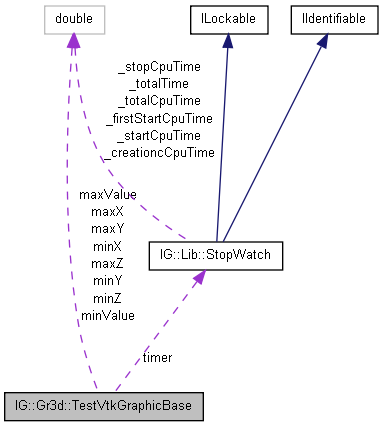 double
ILockable
IIdentifiable
_stopCpuTime
_totalTime
_totalCpuTime
_firstStartCpuTime
_startCpuTime
_creationcCpuTime
maxValue
maxX
maxY
minX
maxZ
minY
minZ
minValue
IG::Lib::StopWatch
timer
IG::Gr3d::TestVtkGraphicBase